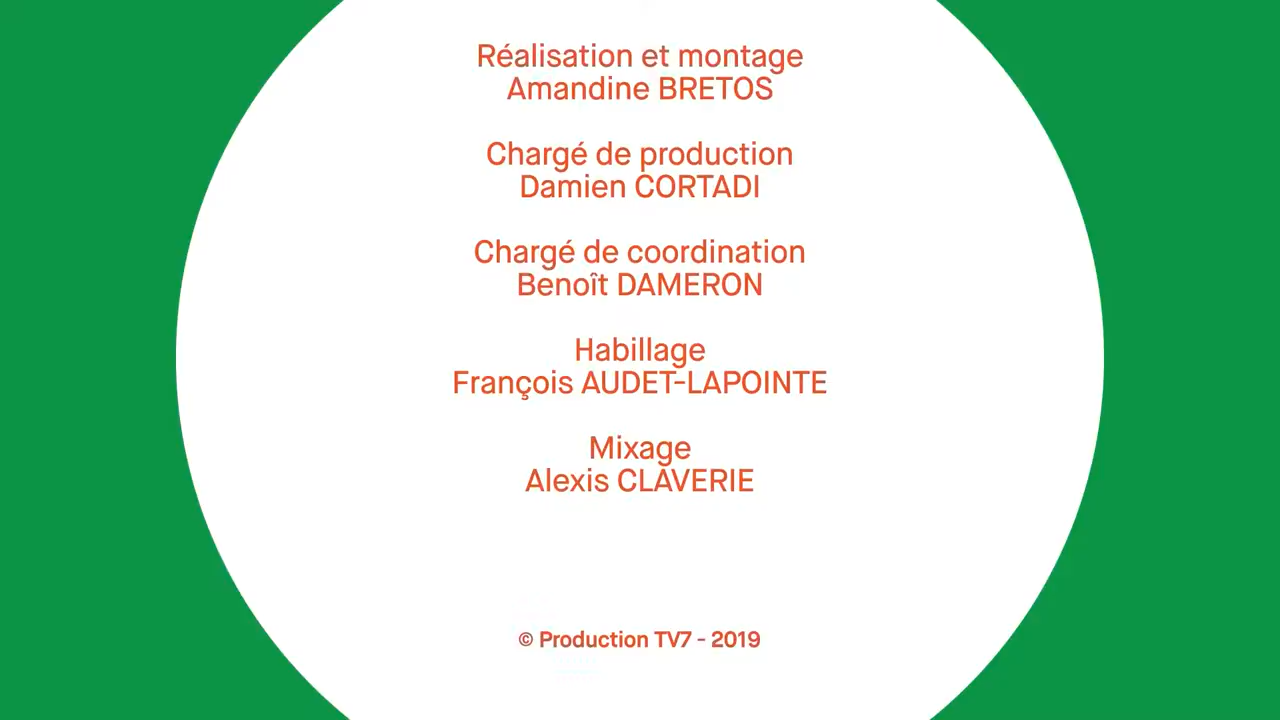 Réalisation et montage
Amandine BRETOS
Chargé de production
Damien CORTADI
Chargé de coordination
Benoît DAMERON
Habillage
François AUDET-LAPOINTE
Mixage
Alexis CLAVERIE
© Production TV7 - 2019